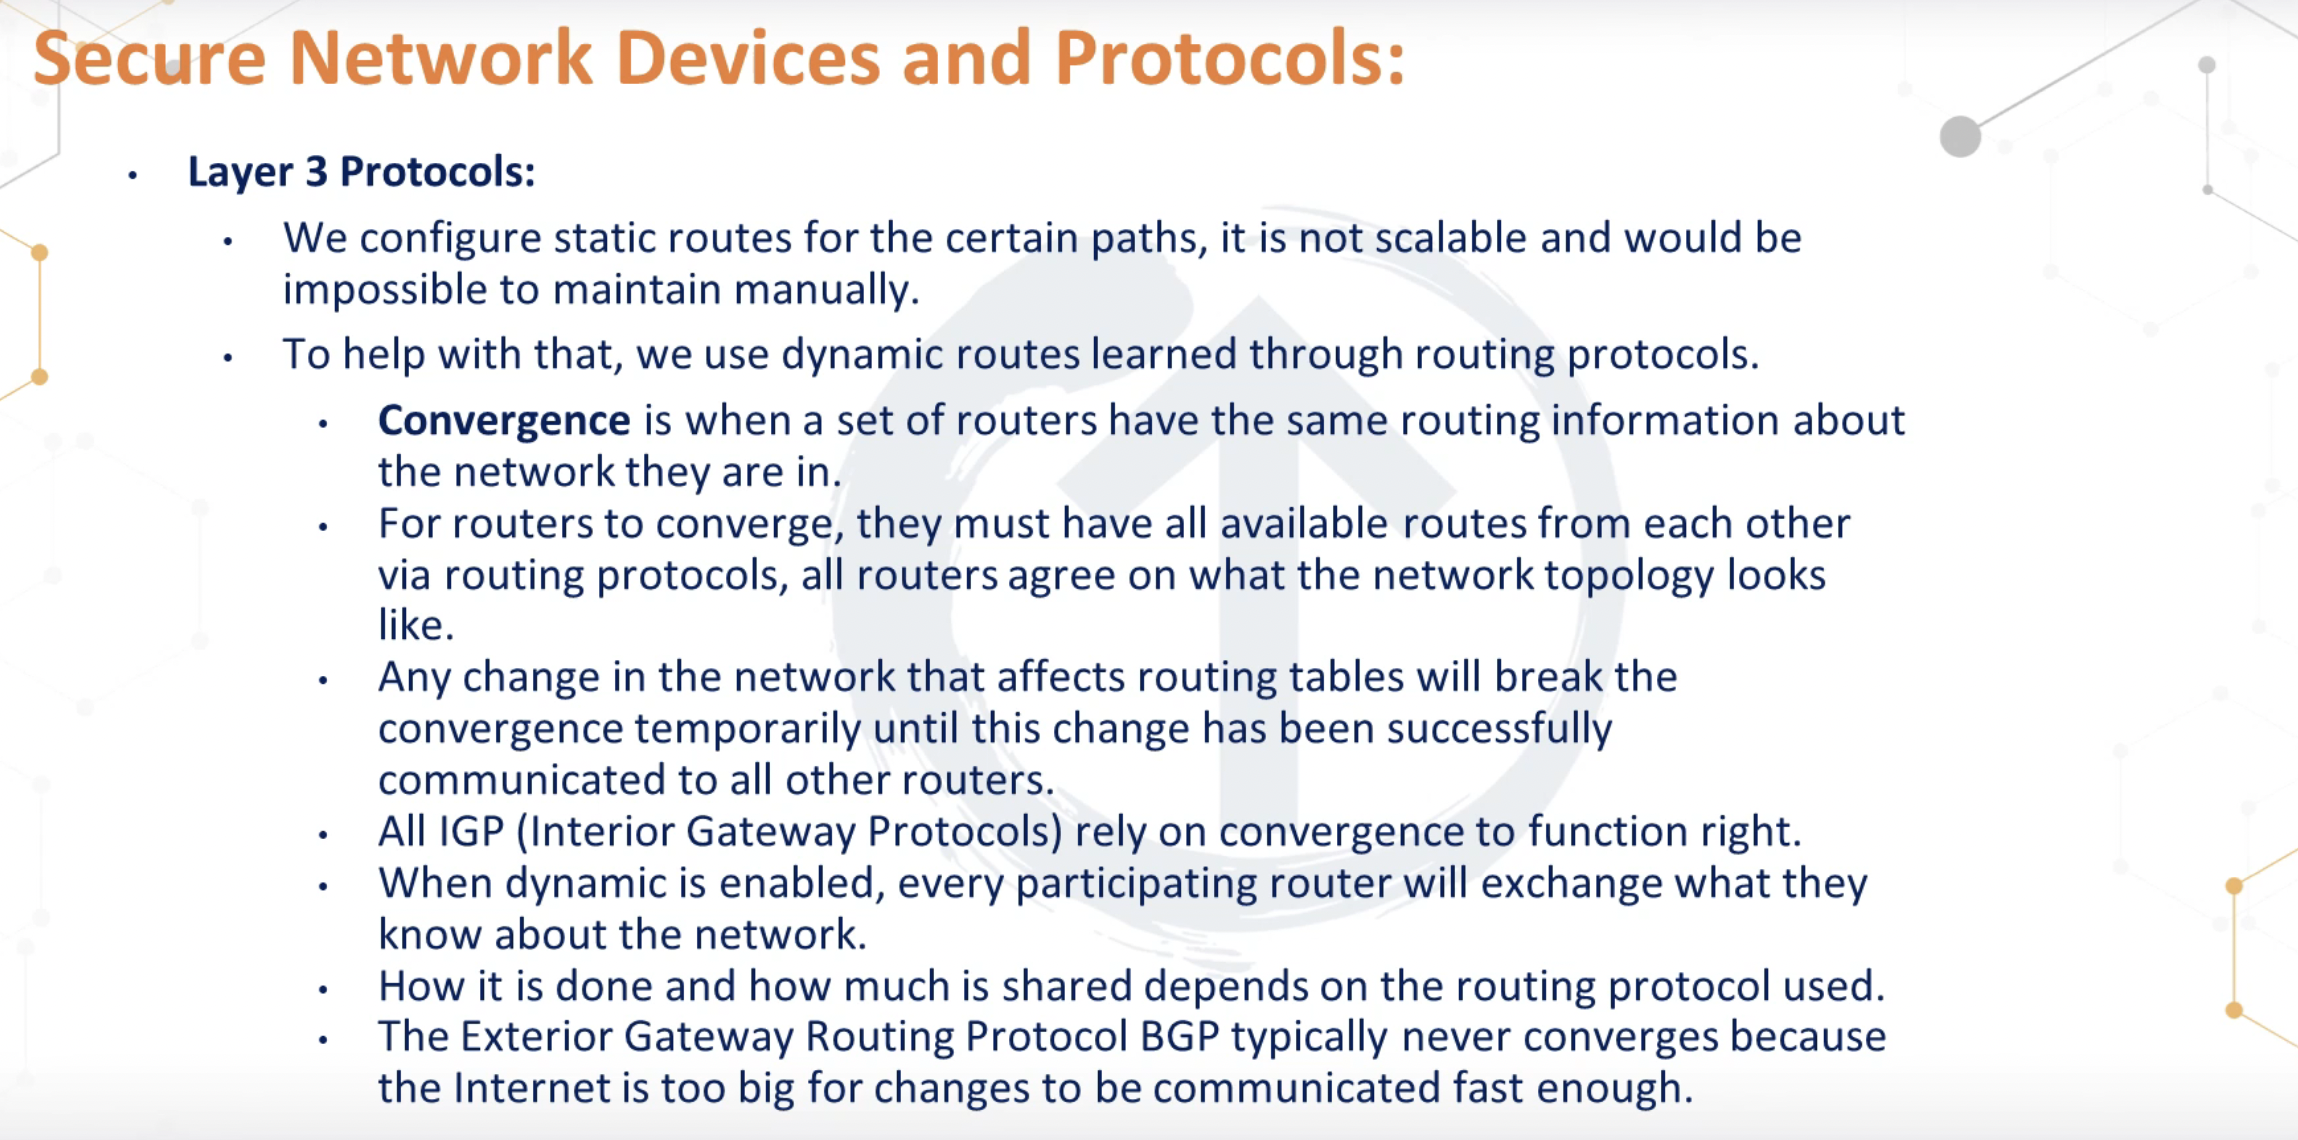 Secure Network Devices and Protocols:
• Layer 3 Protocols:
• We configure static routes for the certain paths, it is not scalable and would be
impossible to maintain manually.
• To help with that, we use dynamic routes learned through routing protocols.
• Convergence is when a set of routers have the same routing information about
the network they are in.
• For routers to converge, they must have all available routes from each other
via routing protocols, all routers agree on what the network topology looks
like.
• Any change in the network that affects routing tables will break the
convergence temporarily until this change has been successfully
communicated to all other routers.
• All IGP (Interior Gateway Protocols) rely on convergence to function right.
• When dynamic is enabled, every participating router will exchange what they
know about the network.
• How it is done and how much is shared depends on the routing protocol used.
• The Exterior Gateway Routing Protocol BGP typically never converges because
the Internet is too big for changes to be communicated fast enough.